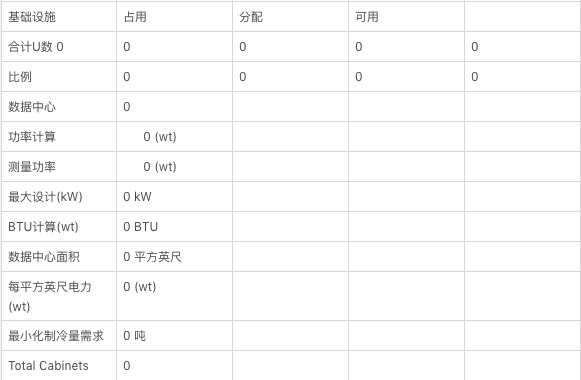 基础设施 占用 分配 可用
合计U数 0 0 0 0 0
比例 0 0 0 0
数据中心 0
功率计算 0 (wt)
测量功率 0 (wt)
最大设计(kW) 0 kW
BTU计算(wt) 0 BTU
数据中心面积 0 平方英尺
每平方英尺电力 0 (wt)
(wt)
最小化制冷量需求 0 吨
Total Cabinets 0